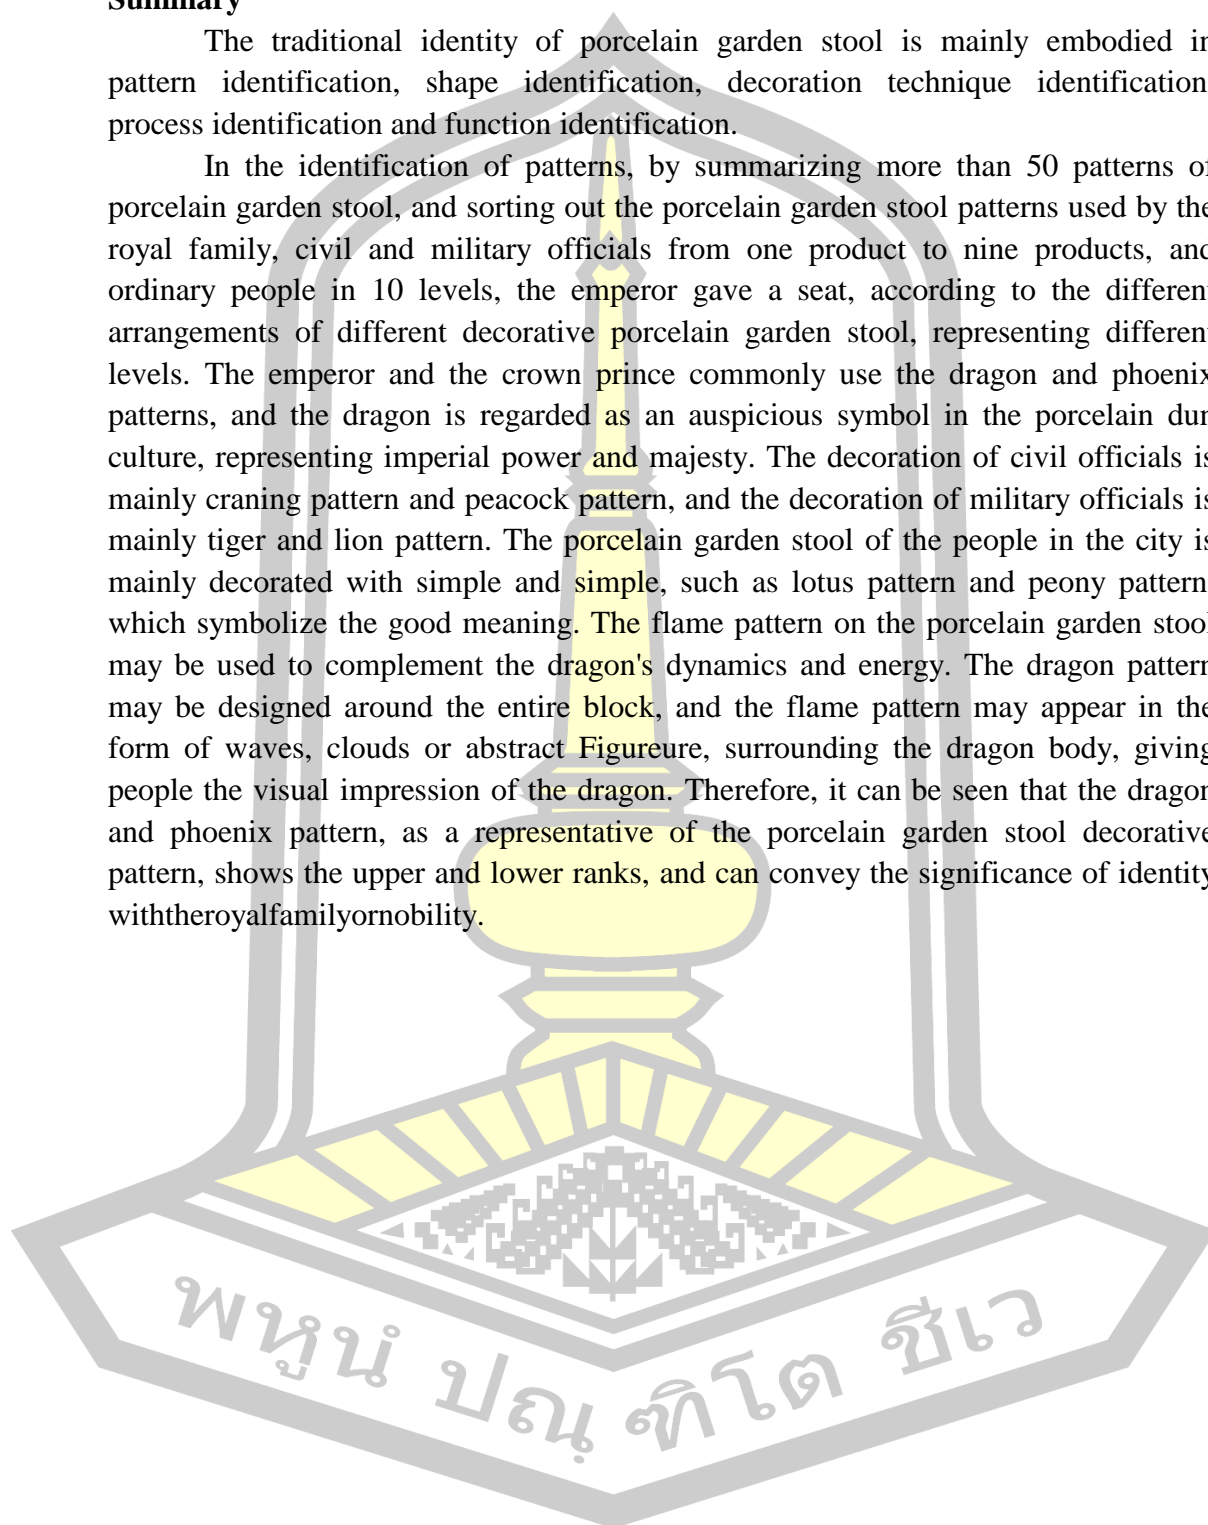 Summary
The traditional identity of porcelain garden stool is mainly embodied in
pattern identification, shape identification, decoration technique identification,
process identification and function identification.
In the identification of patterns, by summarizing more than 50 patterns of
porcelain garden stool, and sorting out the porcelain garden stool patterns used by the
royal family, civil and military officials from one product to nine products, and
ordinary people in 10 levels, the emperor gave a seat, according to the different
arrangements of different decorative porcelain garden stool, representing different
levels. The emperor and the crown prince commonly use the dragon and phoenix
patterns, and the dragon is regarded as an auspicious symbol in the porcelain dun
culture, representing imperial power and majesty. The decoration of civil officials is
mainly craning pattern and peacock pattern, and the decoration of military officials is
mainly tiger and lion pattern. The porcelain garden stool of the people in the city is
mainly decorated with simple and simple, such as lotus pattern and peony pattern,
which symbolize the good meaning. The flame pattern on the porcelain garden stool
may be used to complement the dragon's dynamics and energy. The dragon pattern
may be designed around the entire block, and the flame pattern may appear in the
form of waves, clouds or abstract Figureure, surrounding the dragon body, giving
people the visual impression of the dragon. Therefore, it can be seen that the dragon
and phoenix pattern, as a representative of the porcelain garden stool decorative
pattern, shows the upper and lower ranks, and can convey the significance of identity
withtheroyalfamilyornobility.
พหูนํ ปณฺฑิโต ชีเว